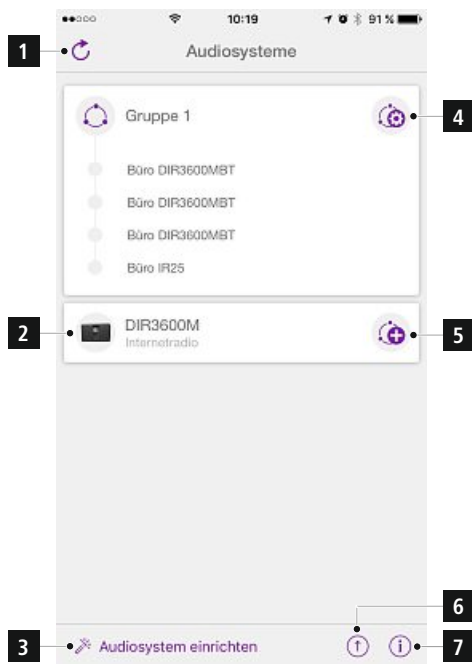 10:19
91 %
1
Audiosysteme
Gruppe 1
4
Büro DIR3600MBT
Büro DIR3600MBT
Büro DIR3600MBT
Büro IR25
2
DIR3600M
Internetradio
5
6
3
Audiosystem einrichten
7